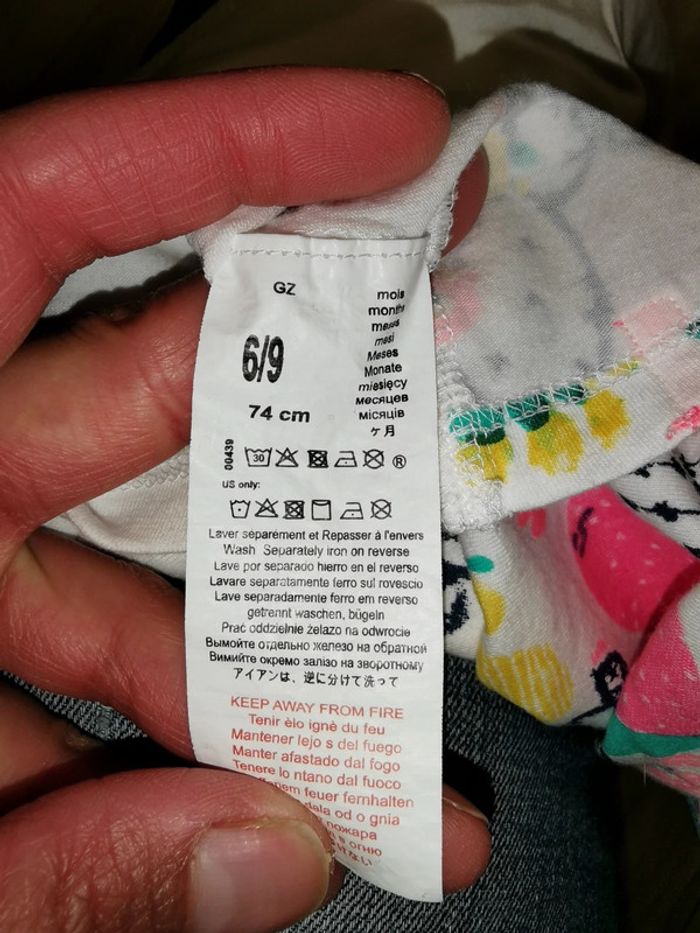 GZ
mois
months
meses
mesi
Meses
Monate
miesięcy
месяцев
місяців
ケ月
6/9
74 cm
00439
30
®
US only:
Laver separément et Repasser à l'envers
Wash Separately iron on reverse
Lave por separado hierro en el reverso
Lavare separatamente ferro sul rovescio
Lave separadamente ferro em reverso
getrennt waschen, bügeln
Prać oddzielnie żelazo na odwrocie
Вымойте отдельно железо на обратной
Вимийте окремо залізо на зворотному
アイアンは、逆に分けて洗って
KEEP AWAY FROM FIRE
Tenir èlo ignè du feu
Mantener lejo s del fuego
Manter afastado dal fogo
Tenere lo ntano dal fuoco
feuer fernhalten
od o gnia
пожара
огню